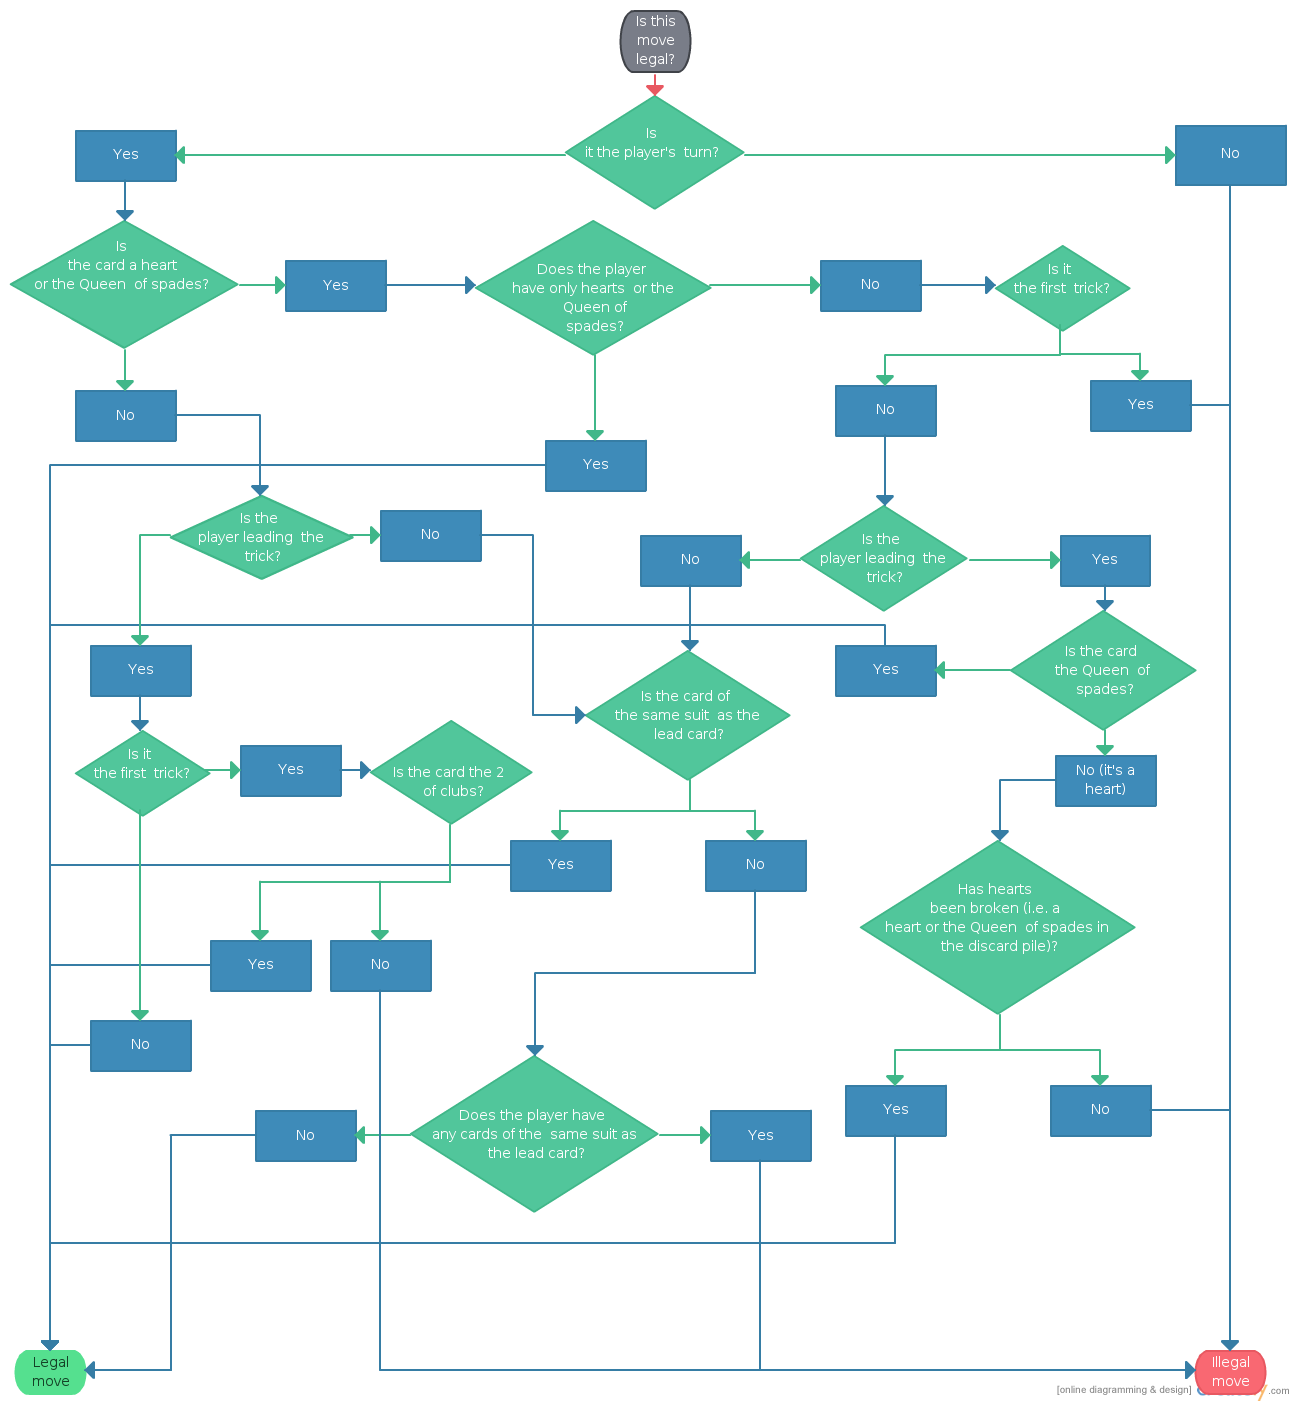 Is this
move
legal?
Is
it the player's turn?
Yes
No
Is
the card a heart
or the Queen of spades?
Yes
Does the player
have only hearts or the
Queen of
spades?
No
Is it
the first trick?
No
No
Yes
Yes
Is the
player leading the
trick?
No
Is the
player leading the
trick?
No
Yes
Yes
Is the card of
the same suit as the
lead card?
Yes
Is the card
the Queen of
spades?
Is it
the first trick?
Yes
Is the card the 2
of clubs?
No (it's a
heart)
Yes
No
Has hearts
been broken (i.e. a
heart or the Queen of spades in
the discard pile)?
Yes
No
No
Does the player have
any cards of the same suit as
the lead card?
No
Yes
Yes
No
Legal
move
Illegal
move
[online diagramming & design]
.com